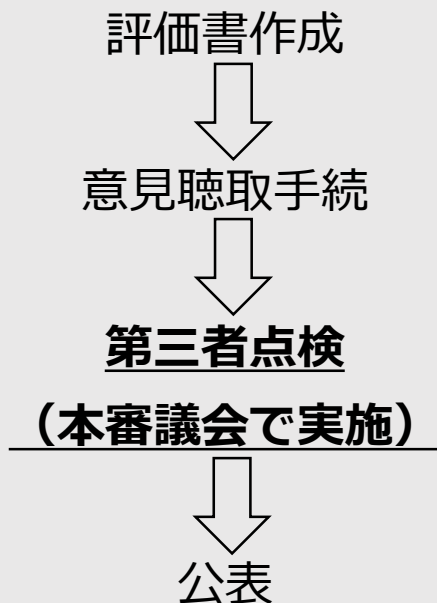 評価書作成
意見聴取手続
第三者点検
（本審議会で実施）
公表